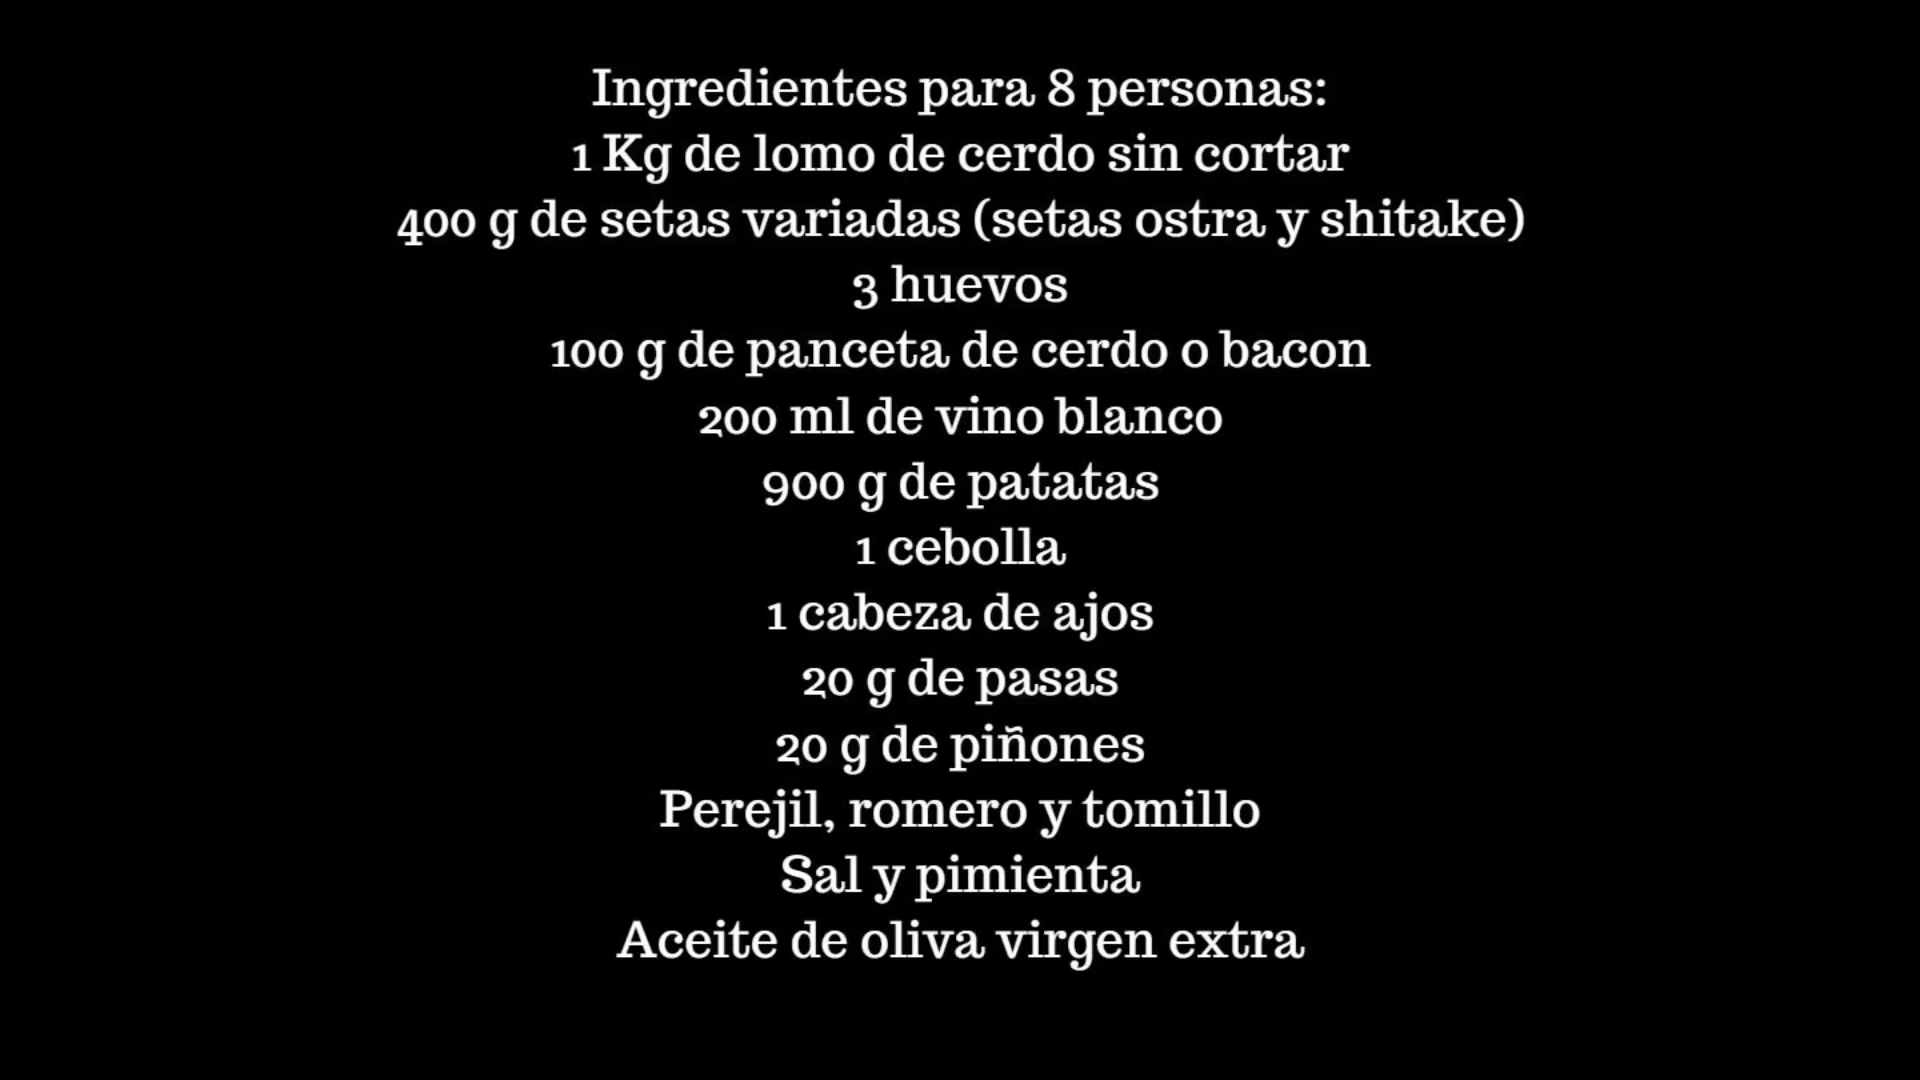 Ingredientes para 8 personas:
1 Kg de lomo de cerdo sin cortar
400 g de setas variadas (setas ostra y shitake)
3 huevos
100 g de panceta de cerdo o bacon
200 ml de vino blanco
900 g de patatas
1 cebolla
1 cabeza de ajos
20 g de pasas
20 g de piñones
Perejil, romero y tomillo
Sal y pimienta
Aceite de oliva virgen extra